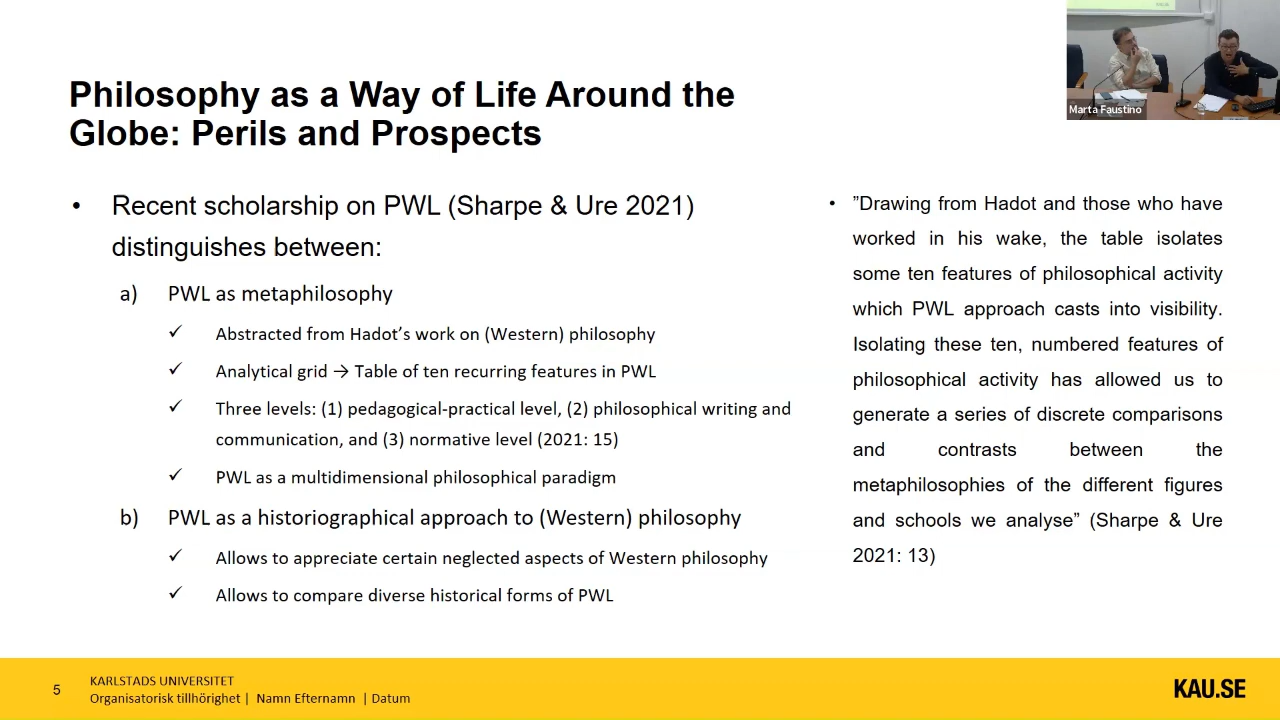 Philosophy as a Way of Life Around the
Globe: Perils and Prospects
• Recent scholarship on PWL (Sharpe & Ure 2021)
distinguishes between:
a) PWL as metaphilosophy
✓ Abstracted from Hadot’s work on (Western) philosophy
✓ Analytical grid → Table of ten recurring features in PWL
✓ Three levels: (1) pedagogical-practical level, (2) philosophical writing and
communication, and (3) normative level (2021: 15)
✓ PWL as a multidimensional philosophical paradigm
b) PWL as a historiographical approach to (Western) philosophy
✓ Allows to appreciate certain neglected aspects of Western philosophy
✓ Allows to compare diverse historical forms of PWL
• ”Drawing from Hadot and those who have
worked in his wake, the table isolates
some ten features of philosophical activity
which PWL approach casts into visibility.
Isolating these ten, numbered features of
philosophical activity has allowed us to
generate a series of discrete comparisons
and contrasts between the
metaphilosophies of the different figures
and schools we analyse” (Sharpe & Ure
2021: 13)
Marta Faustino
5
KARLSTADS UNIVERSITET
Organisatorisk tillhörighet | Namn Efternamn | Datum
KAU.SE